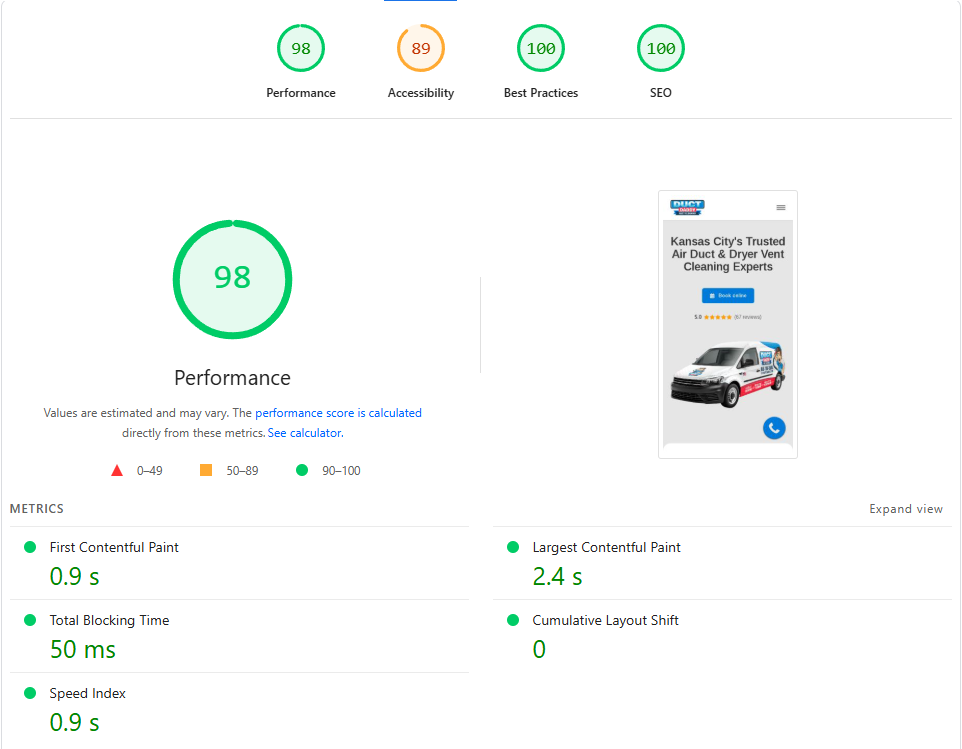 98
89
100
100
Performance
Accessibility
Best Practices
SEO
98
Performance
Values are estimated and may vary. The performance score is calculated
directly from these metrics. See calculator.
0–49
50–89
90–100
DUCT
Kansas City's Trusted
Air Duct & Dryer Vent
Cleaning Experts
Book online
5.0
(67 reviews)
METRICS
Expand view
First Contentful Paint
0.9 s
Largest Contentful Paint
2.4 s
Total Blocking Time
50 ms
Cumulative Layout Shift
0
Speed Index
0.9 s